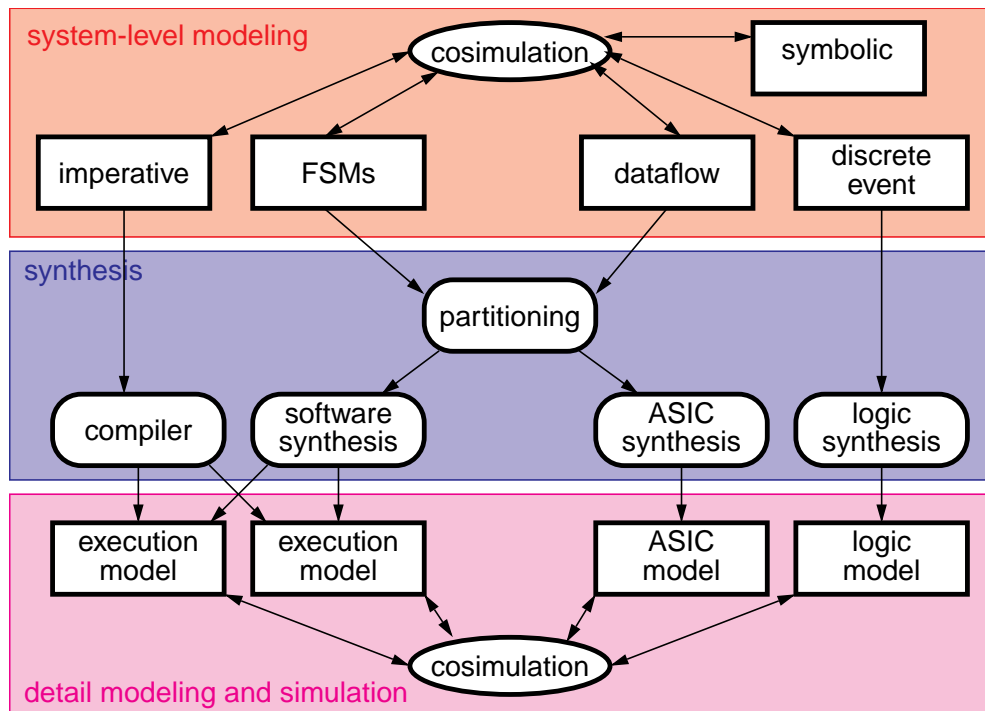 system-level modeling
cosimulation
symbolic
imperative
FSMs
dataflow
discrete
event
synthesis
partitioning
compiler
software
synthesis
ASIC
synthesis
logic
synthesis
execution
model
execution
model
ASIC
model
logic
model
cosimulation
detail modeling and simulation